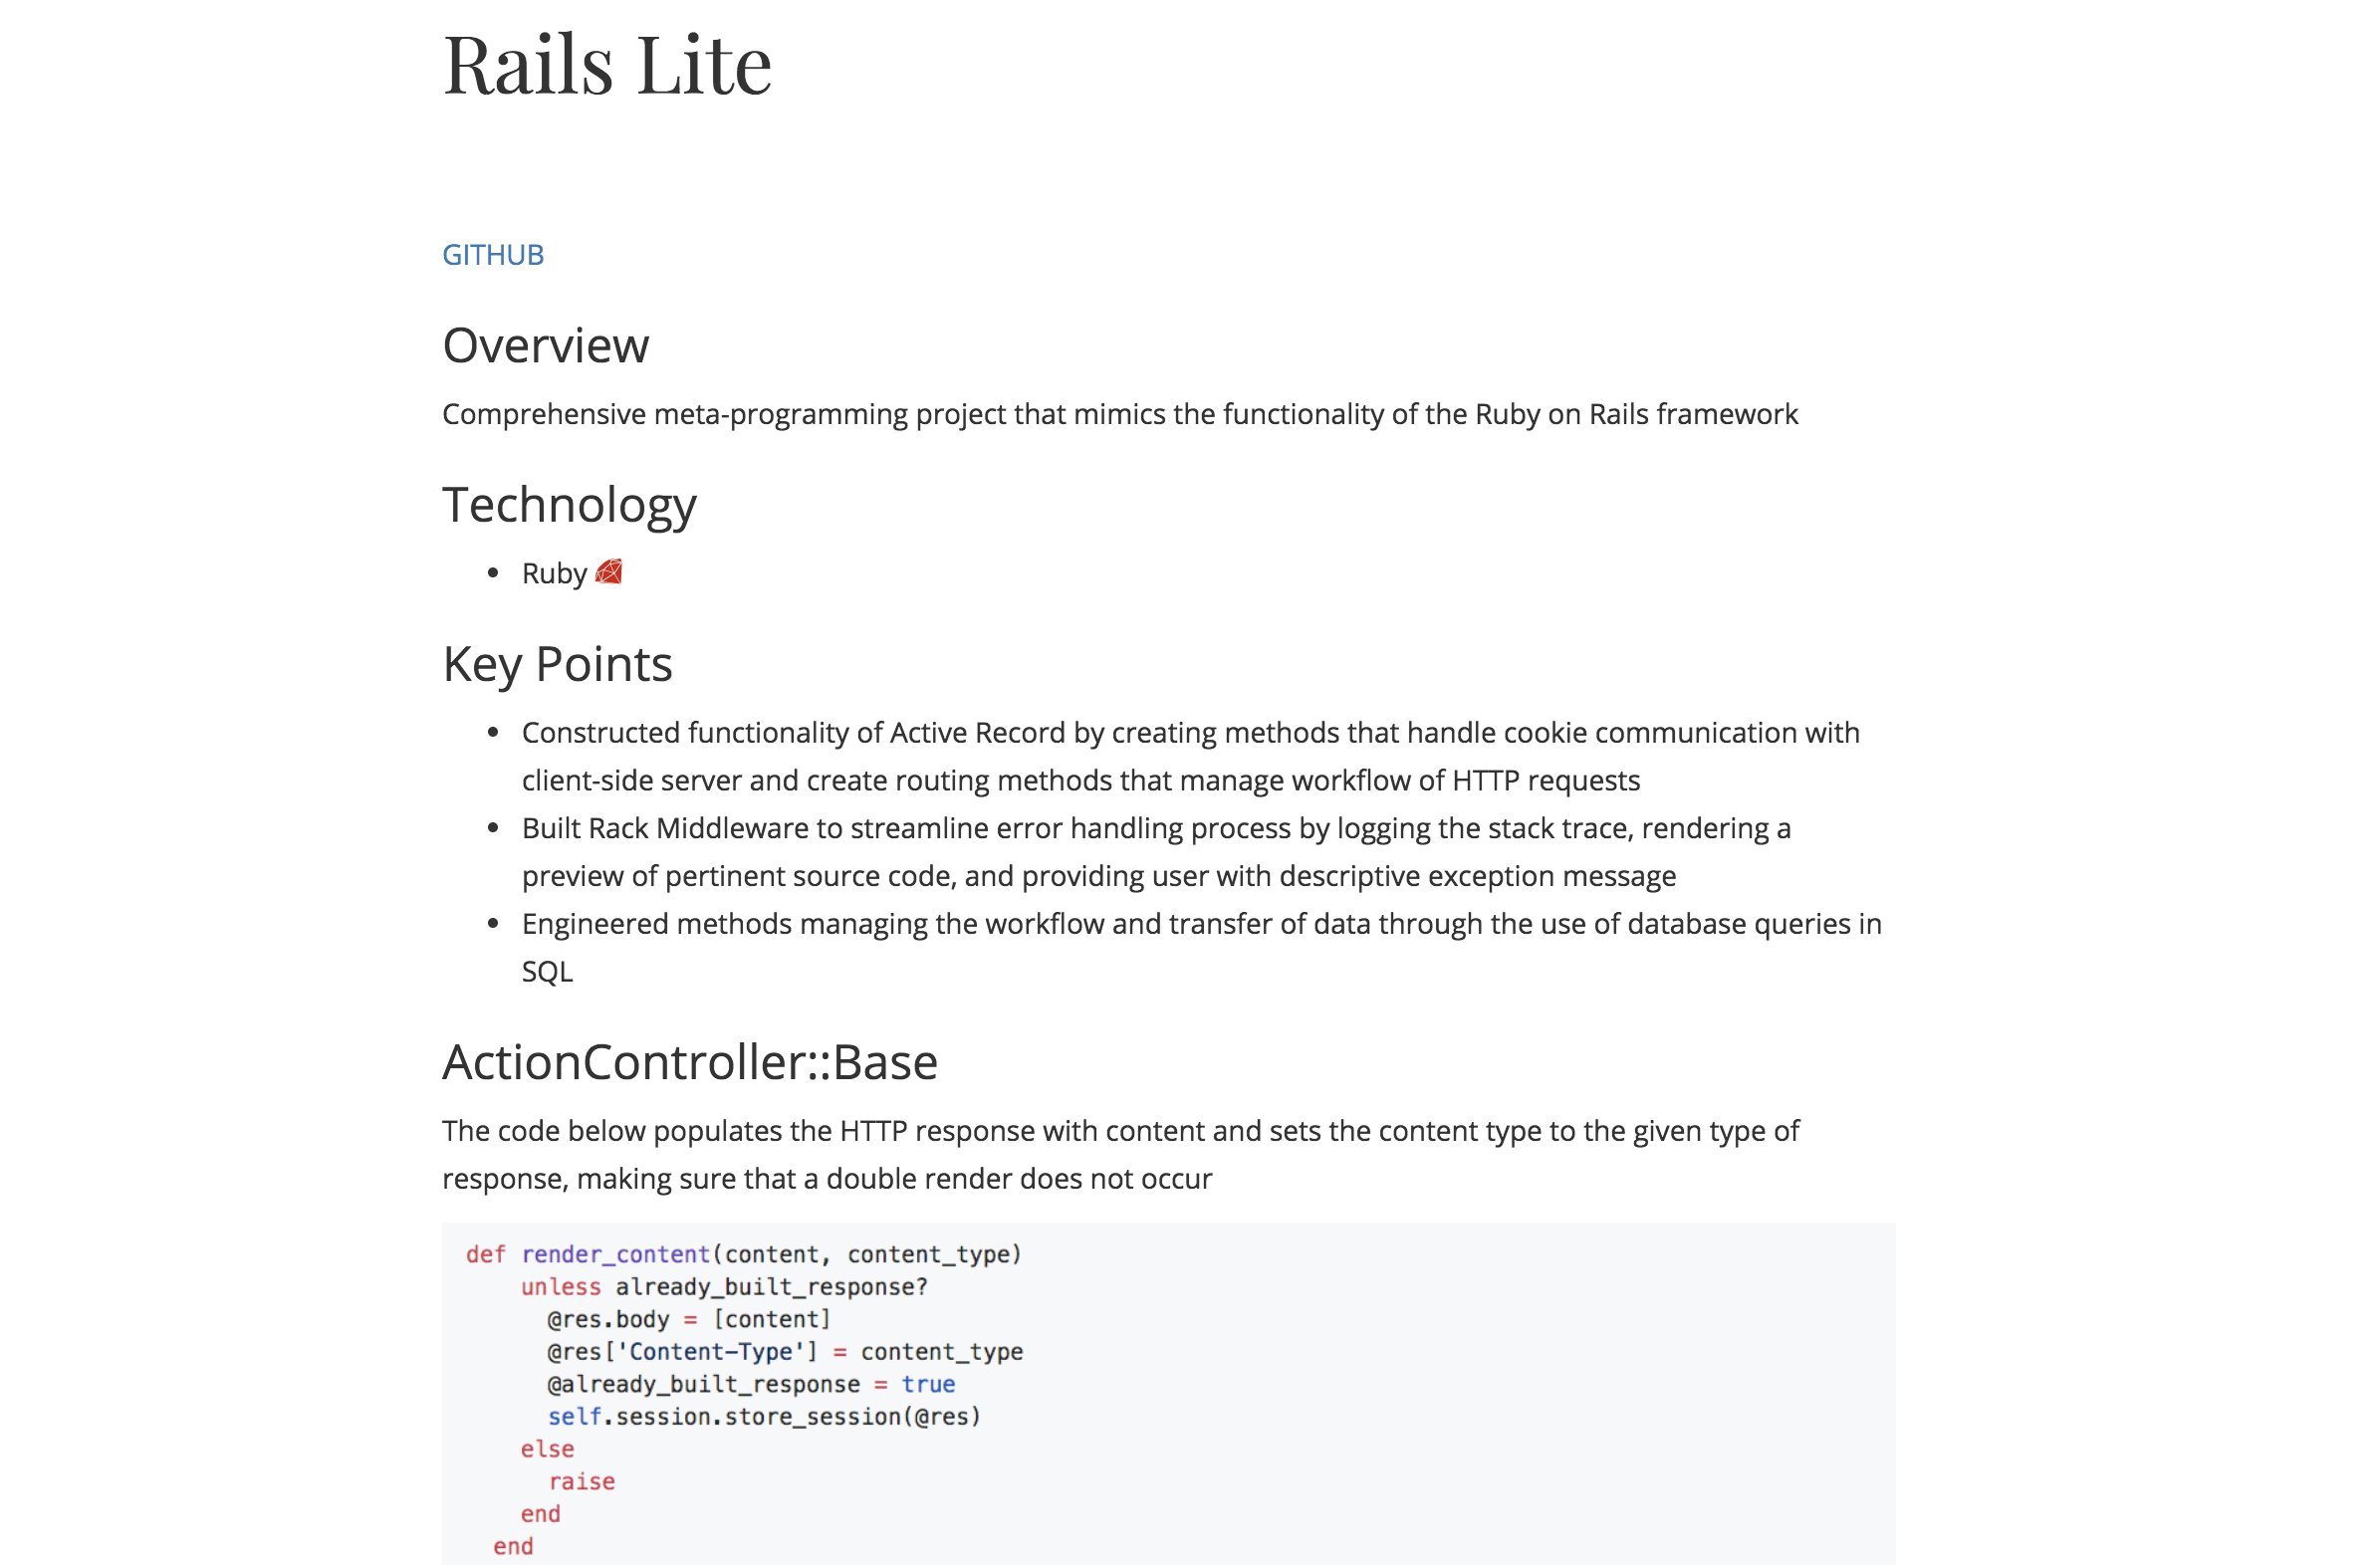 Rails Lite
GITHUB
Overview
Comprehensive meta-programming project that mimics the functionality of the Ruby on Rails framework
Technology
• Ruby
Key Points
• Constructed functionality of Active Record by creating methods that handle cookie communication with
client-side server and create routing methods that manage workflow of HTTP requests
• Built Rack Middleware to streamline error handling process by logging the stack trace, rendering a
preview of pertinent source code, and providing user with descriptive exception message
• Engineered methods managing the workflow and transfer of data through the use of database queries in
SQL
ActionController::Base
The code below populates the HTTP response with content and sets the content type to the given type of
response, making sure that a double render does not occur
def render_content(content, content_type)
    unless already_built_response?
      @res.body = [content]
      @res['Content-Type'] = content_type
      @already_built_response = true
      self.session.store_session(@res)
    else
      raise
    end
  end